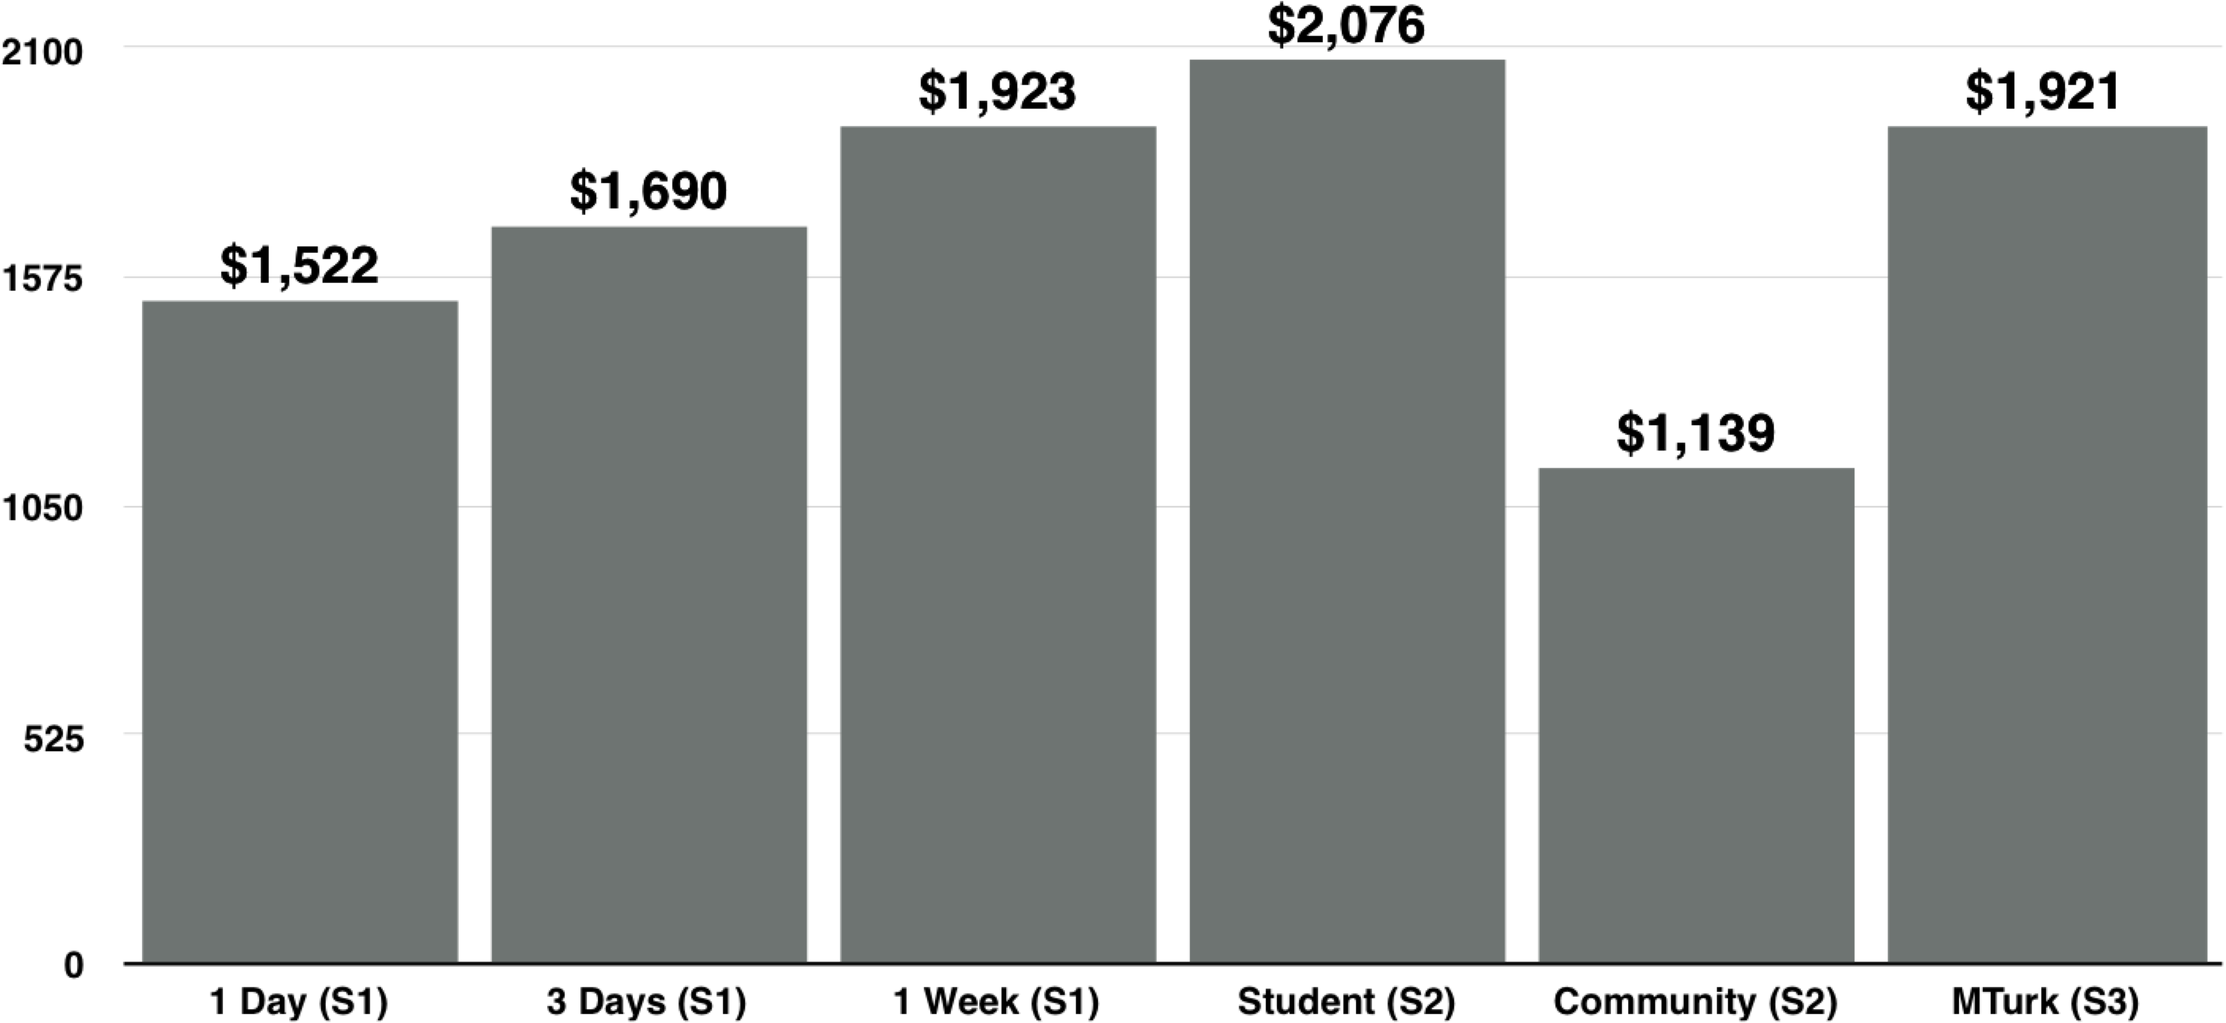 $2,076
2100
$1,923
$1,921
$1,690
$1,522
1575
$1,139
1050
525
0
1 Day (S1)
3 Days (S1)
1 Week (S1)
Student (S2)
Community (S2)
MTurk (S3)